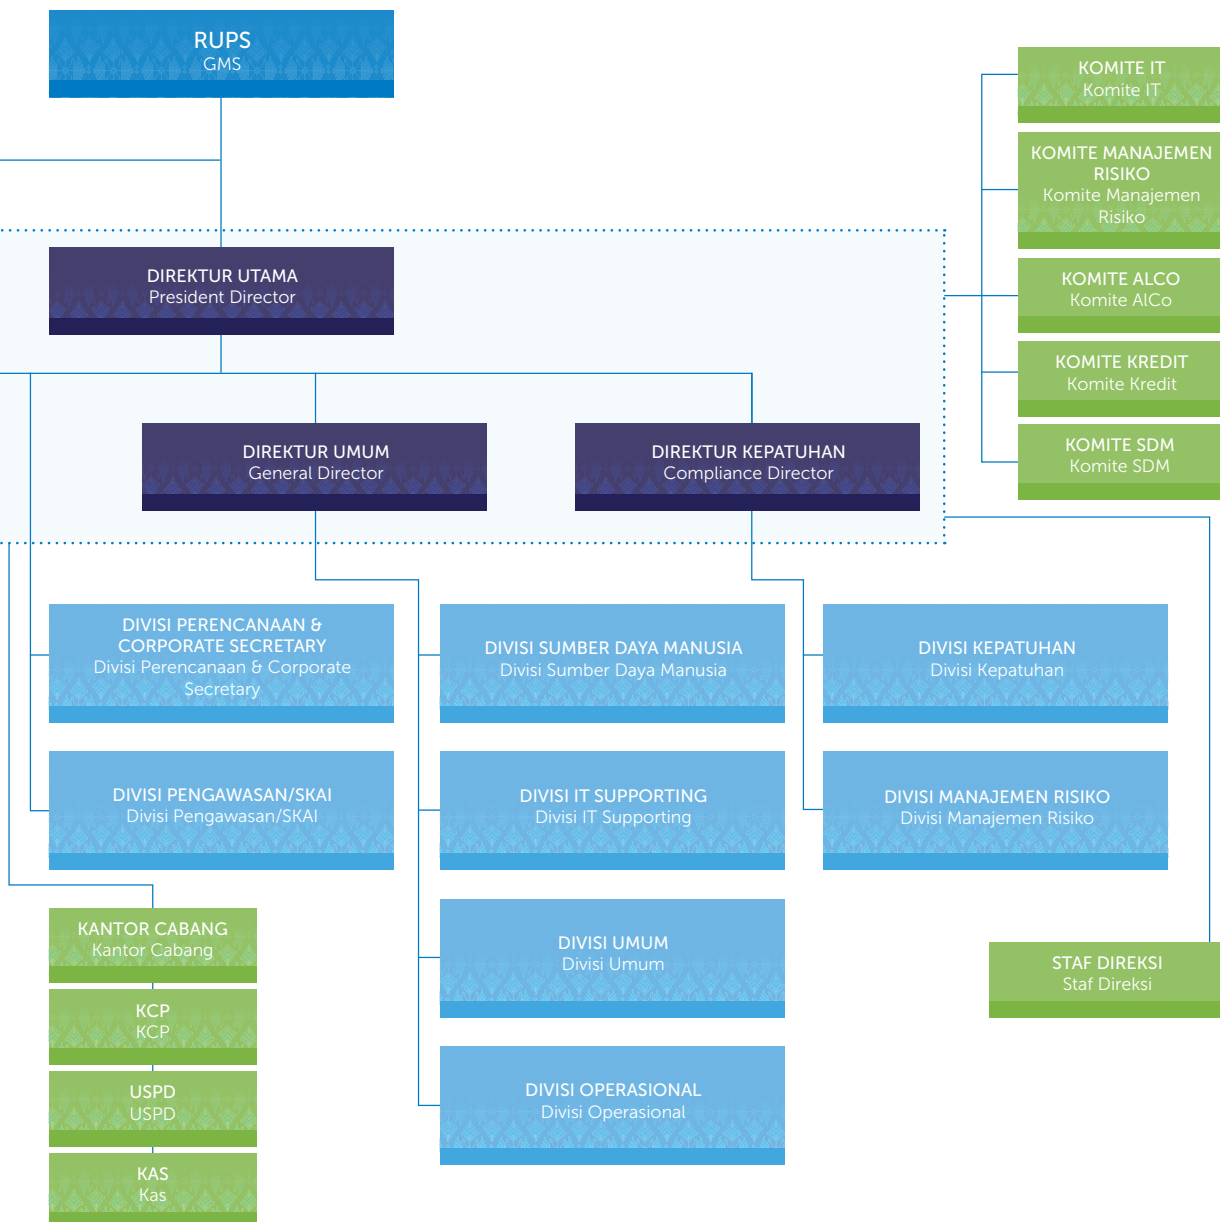 RUPS
GMS
KOMITE IT
Komite IT
KOMITE MANAJEMEN
RISIKO
Komite Manajemen
Risiko
KOMITE ALCO
Komite AlCo
KOMITE KREDIT
Komite Kredit
KOMITE SDM
Komite SDM
DIREKTUR UTAMA
President Director
DIREKTUR UMUM
General Director
DIREKTUR KEPATUHAN
Compliance Director
DIVISI PERENCANAAN &
CORPORATE SECRETARY
Divisi Perencanaan & Corporate
Secretary
DIVISI SUMBER DAYA MANUSIA
Divisi Sumber Daya Manusia
DIVISI KEPATUHAN
Divisi Kepatuhan
DIVISI PENGAWASAN/SKAI
Divisi Pengawasan/SKAI
DIVISI IT SUPPORTING
Divisi IT Supporting
DIVISI MANAJEMEN RISIKO
Divisi Manajemen Risiko
KANTOR CABANG
Kantor Cabang
DIVISI UMUM
Divisi Umum
STAF DIREKSI
Staf Direksi
KCP
KCP
USPD
USPD
DIVISI OPERASIONAL
Divisi Operasional
KAS
Kas